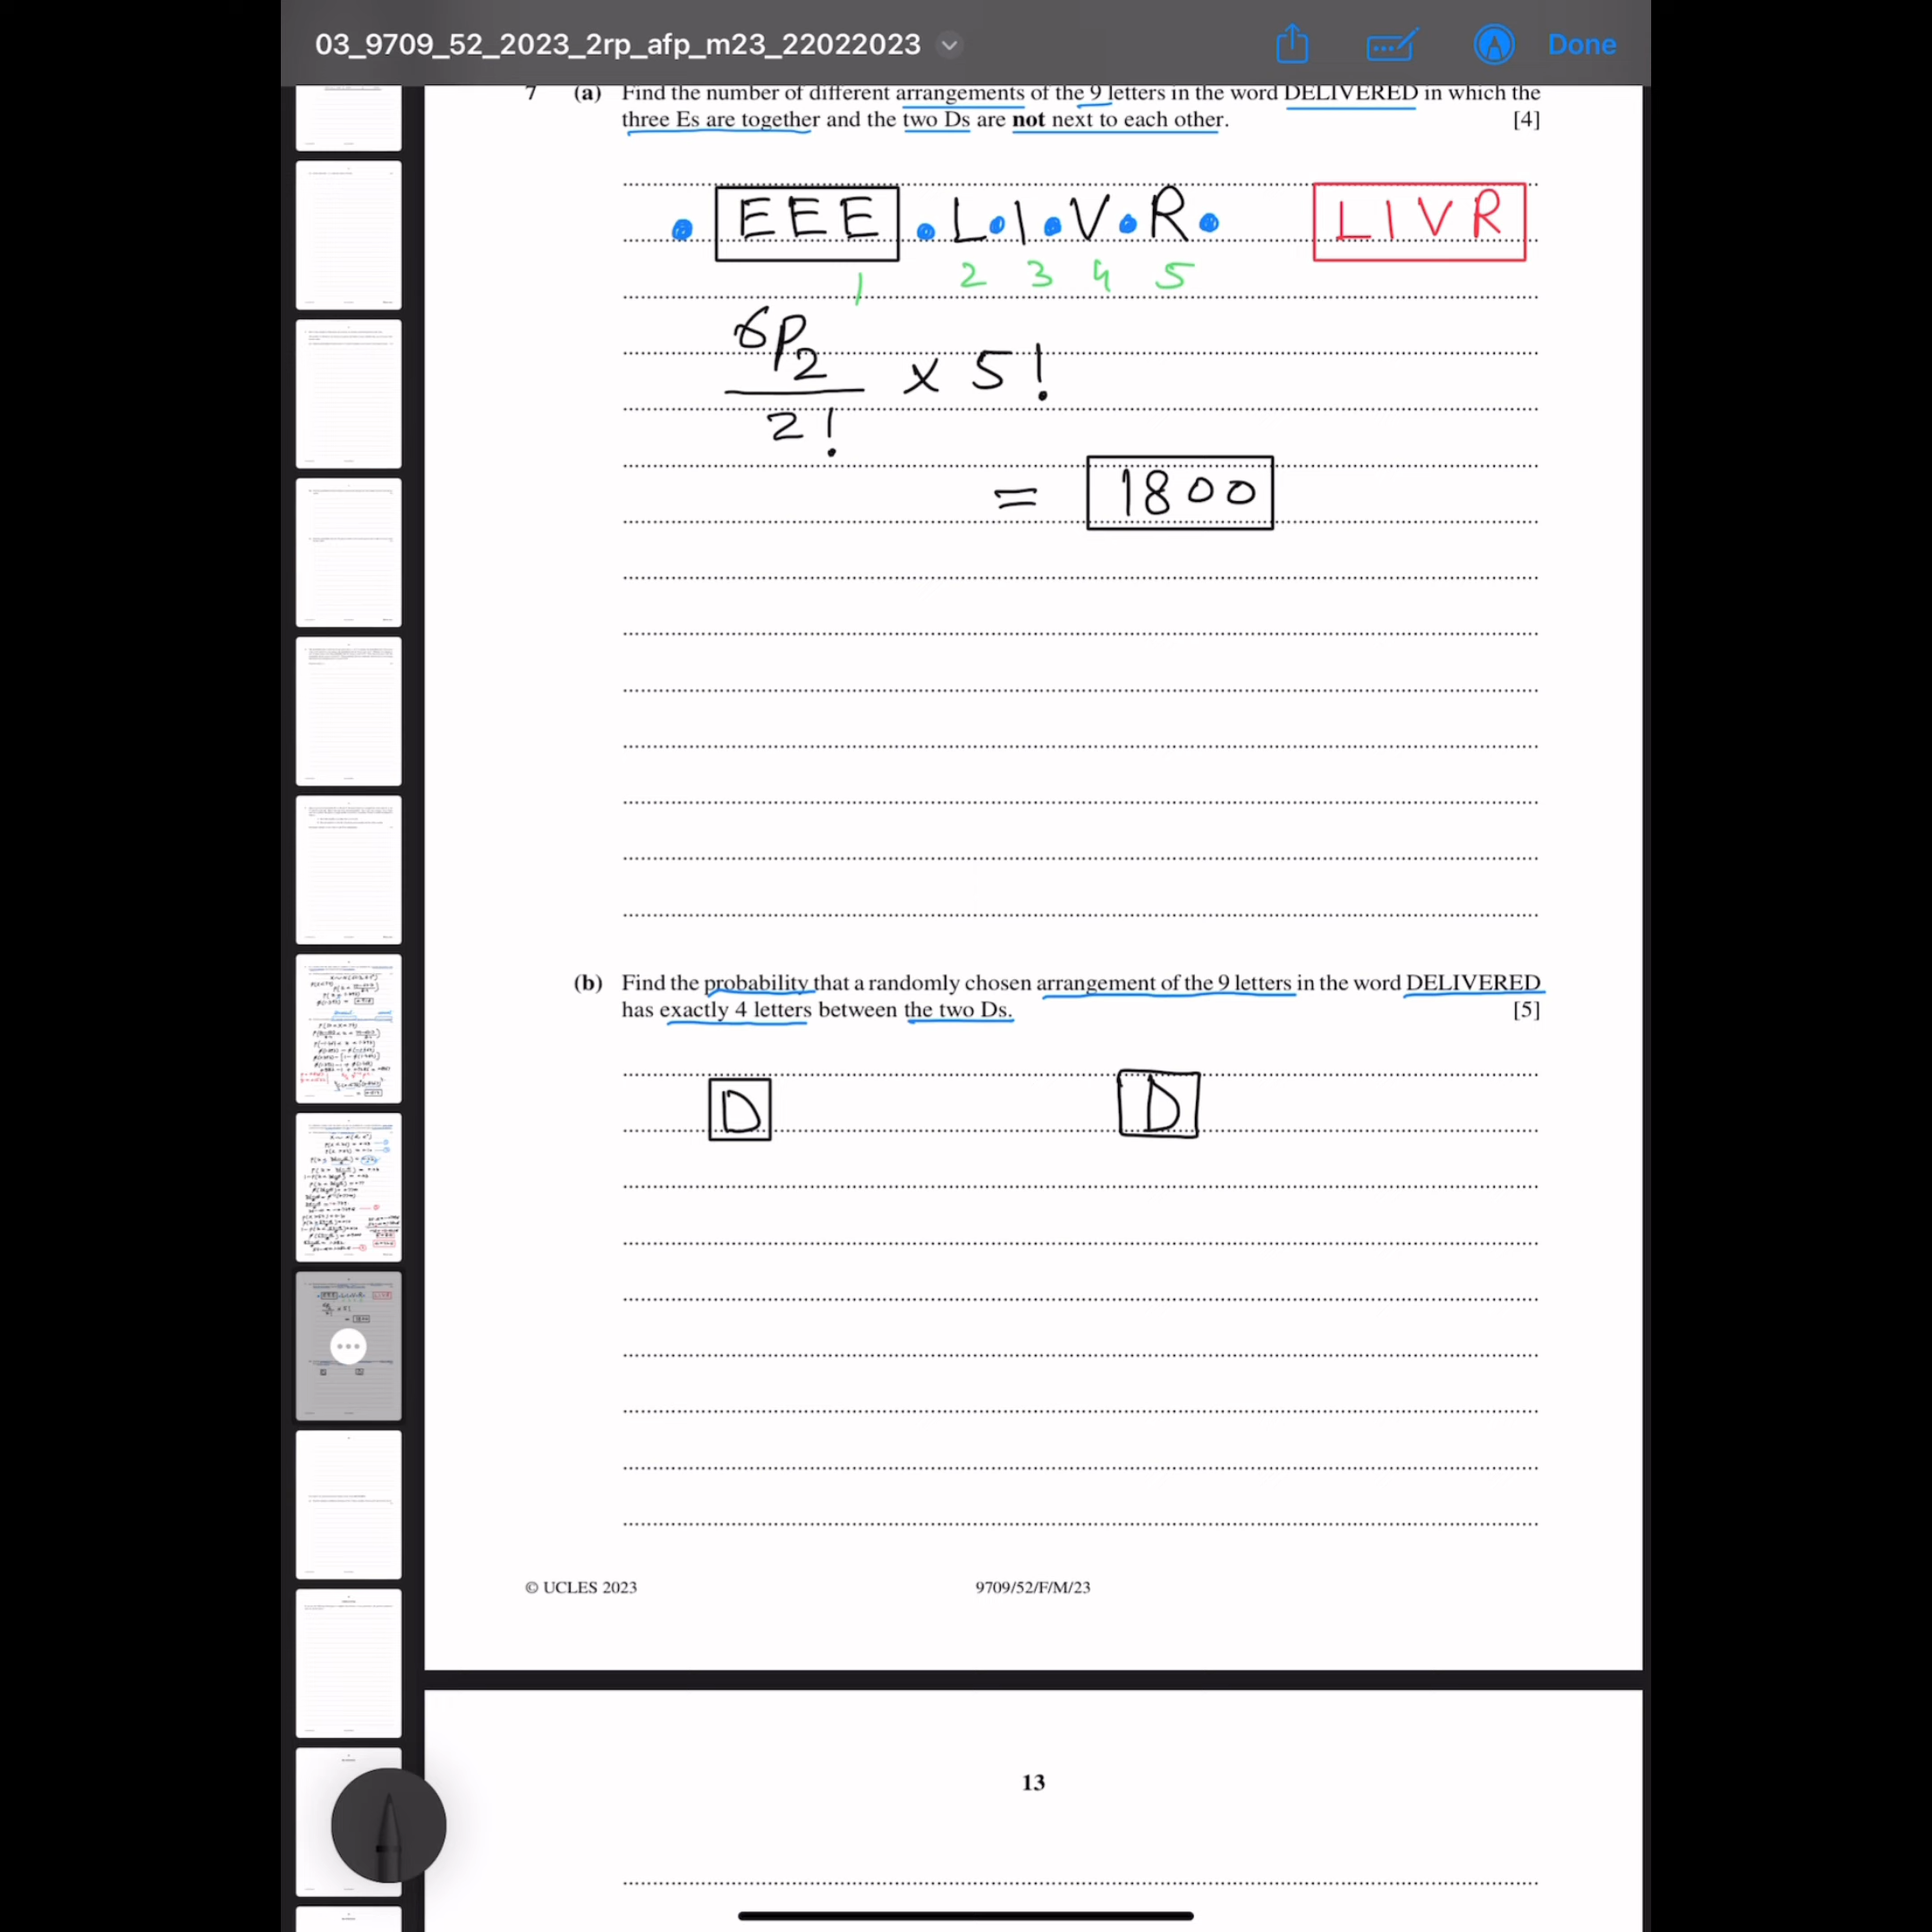 03_9709_52_2023_2rp_afp_m23_22022023
Done
7 (a) Find the number of different arrangements of the 9 letters in the word DELIVERED in which the
three Es are together and the two Ds are not next to each other. [4]
EEE L I V R
LIVR
1 2 3 4 5
6P2
2!
× 5!
= 1800
(b) Find the probability that a randomly chosen arrangement of the 9 letters in the word DELIVERED
has exactly 4 letters between the two Ds. [5]
D D
© UCLES 2023 9709/52/F/M/23
13